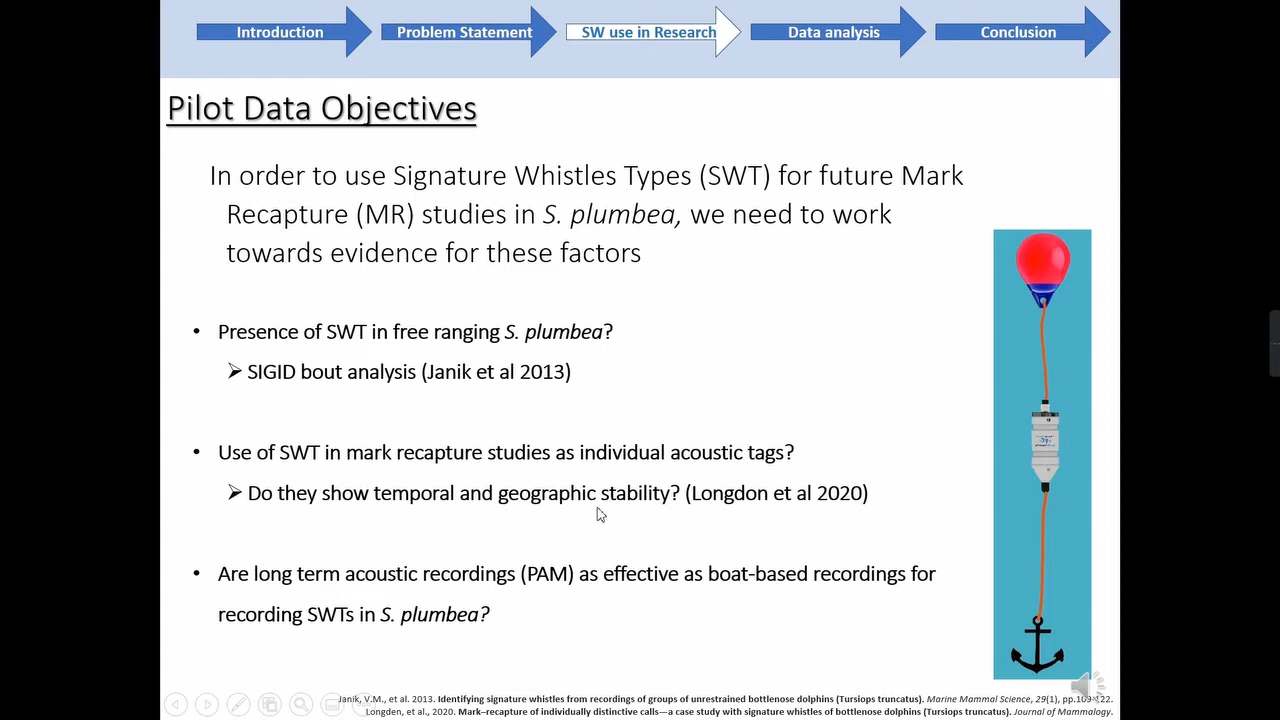 Introduction
Problem Statement
SW use in Research
Data analysis
Conclusion
Pilot Data Objectives
In order to use Signature Whistles Types (SWT) for future Mark
Recapture (MR) studies in S. plumbea, we need to work
towards evidence for these factors
• Presence of SWT in free ranging S. plumbea?
➢ SIGID bout analysis (Janik et al 2013)
• Use of SWT in mark recapture studies as individual acoustic tags?
➢ Do they show temporal and geographic stability? (Longdon et al 2020)
• Are long term acoustic recordings (PAM) as effective as boat-based recordings for
recording SWTs in S. plumbea?
Janik, V.M., et al. 2013. Identifying signature whistles from recordings of groups of unrestrained bottlenose dolphins (Tursiops truncatus). Marine Mammal Science, 29(1), pp.109-122.
Longden, et al., 2020. Mark–recapture of individually distinctive calls—a case study with signature whistles of bottlenose dolphins (Tursiops truncatus). Journal of Mammalogy.